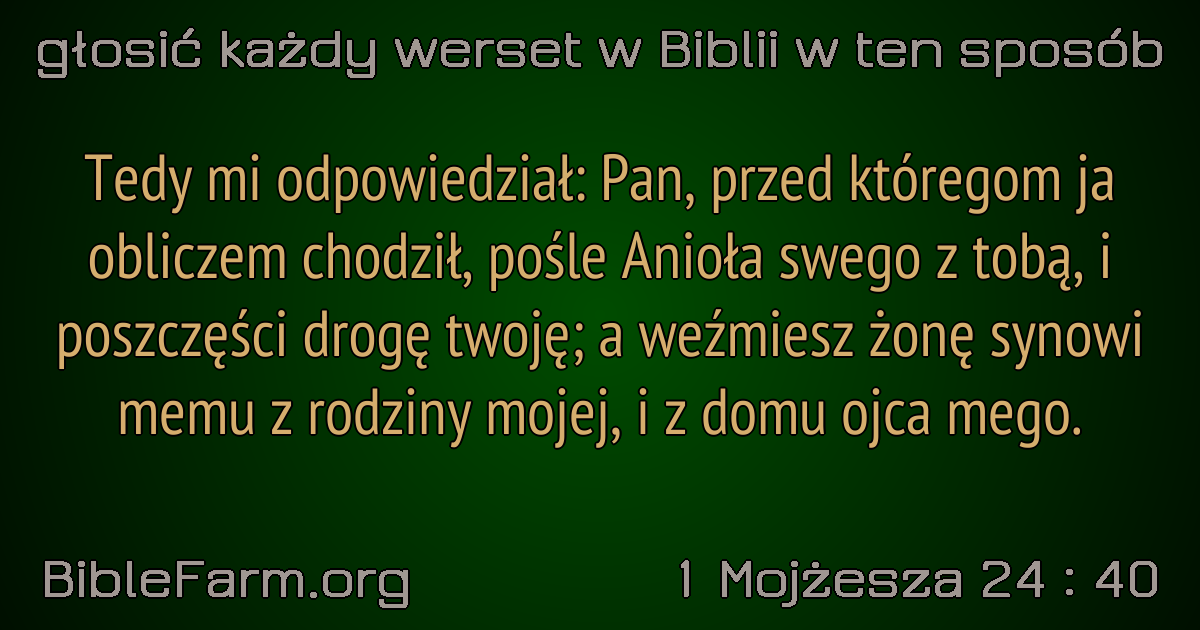 głosić każdy werset w Biblii w ten sposób
Tedy mi odpowiedział: Pan, przed któregom ja
obliczem chodził, pośle Anioła swego z tobą, i
poszczęści drogę twoję; a weźmiesz żonę synowi
memu z rodziny mojej, i z domu ojca mego.
BibleFarm.org
1 Mojżesza 24 : 40